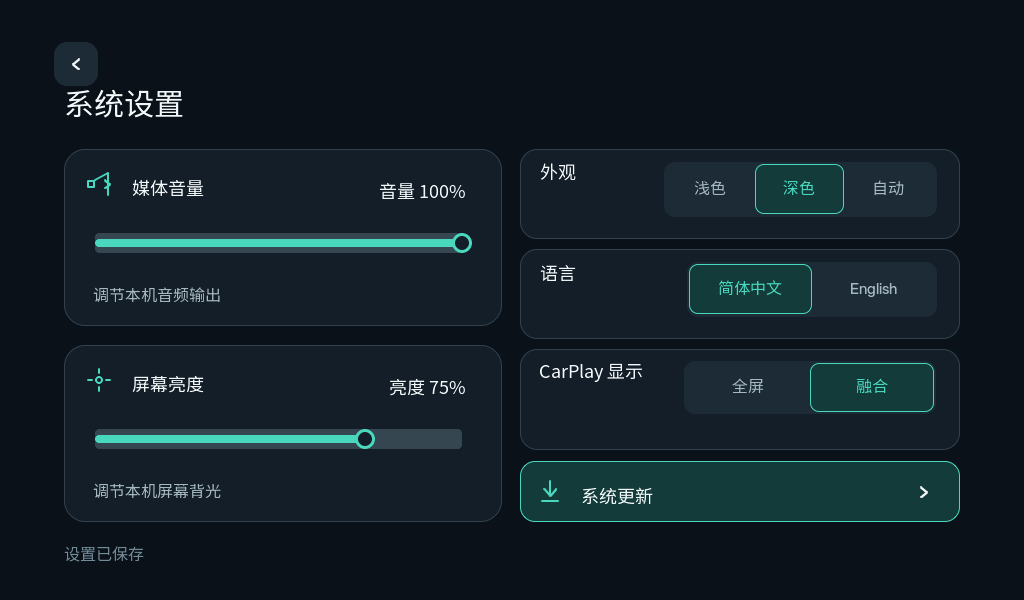 系统设置
媒体音量
音量 100%
调节本机音频输出
屏幕亮度
亮度 75%
调节本机屏幕背光
外观
浅色
深色
自动
语言
简体中文
English
CarPlay 显示
全屏
融合
系统更新
设置已保存